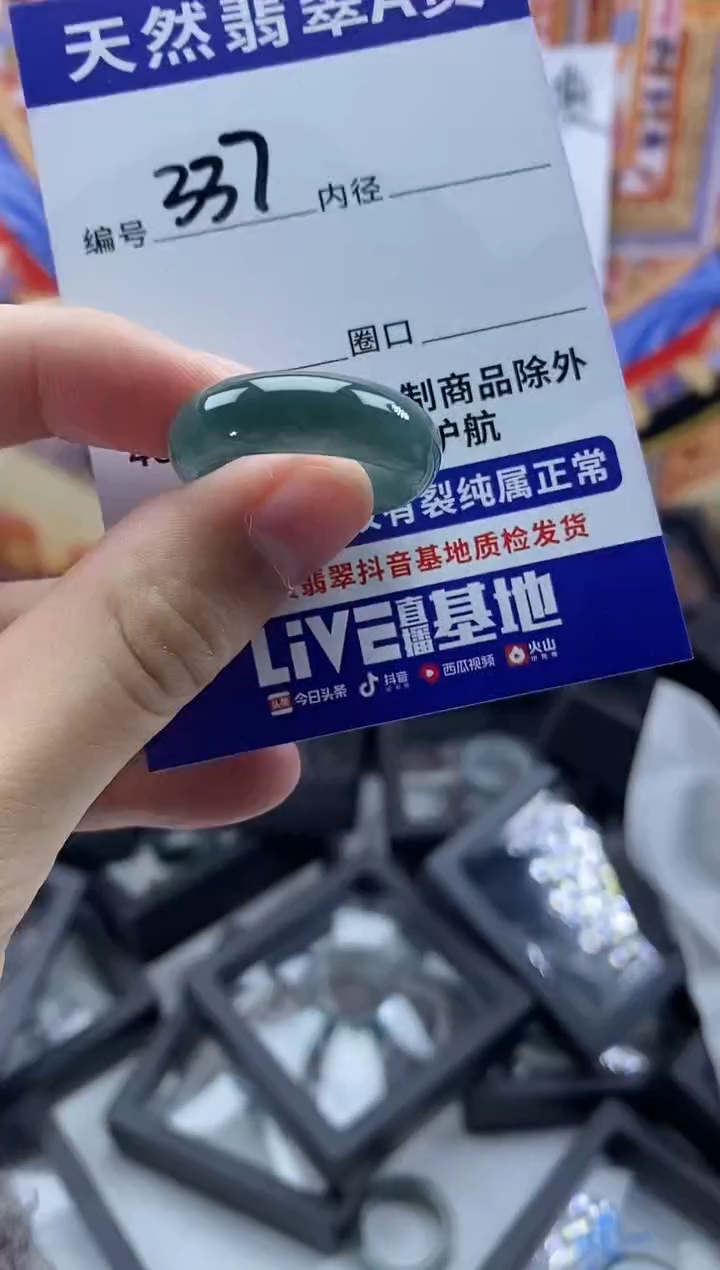 天然翡翠A货
编号 337 内径
圈口
制商品除外
护航
有裂纯属正常
翡翠抖音基地质检发货
LiVE直播基地
今日头条 抖音 西瓜视频 火山